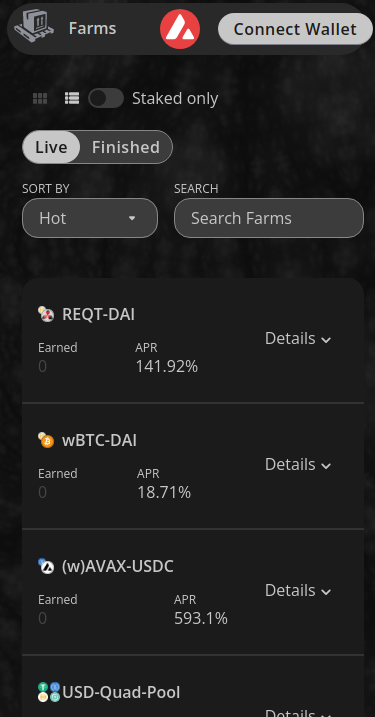 Farms
Connect Wallet
Staked only
Live Finished
SORT BY SEARCH
Hot Search Farms
REQT-DAI
Details
Earned APR
0 141.92%
wBTC-DAI
Details
Earned APR
0 18.71%
(w)AVAX-USDC
Details
Earned APR
0 593.1%
USD-Quad-Pool
Details